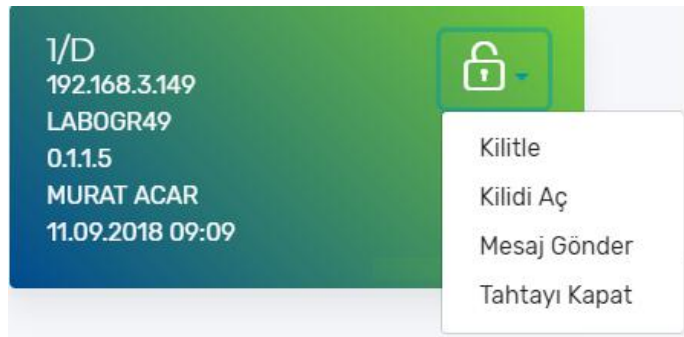 1/D
192.168.3.149
LABOGR49
0.1.1.5
MURAT ACAR
11.09.2018 09:09
Kilitle
Kilidi Aç
Mesaj Gönder
Tahtayı Kapat